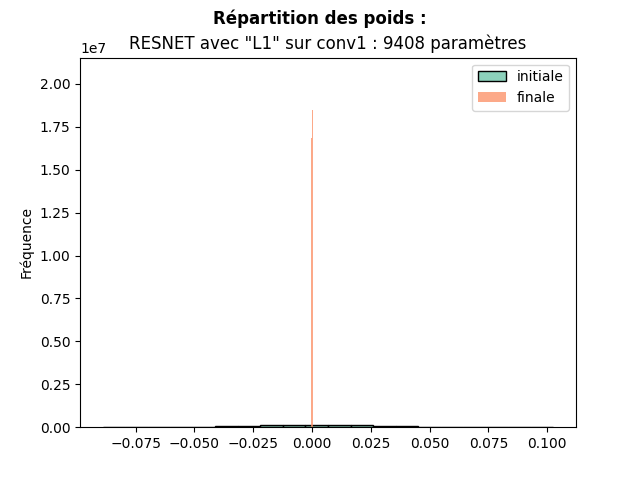 Répartition des poids :
RESNET avec "L1" sur conv1 : 9408 paramètres
1e7
2.00
1.75
1.50
1.25
1.00
0.75
0.50
0.25
0.00
Fréquence
initiale
finale
−0.075 −0.050 −0.025 0.000 0.025 0.050 0.075 0.100